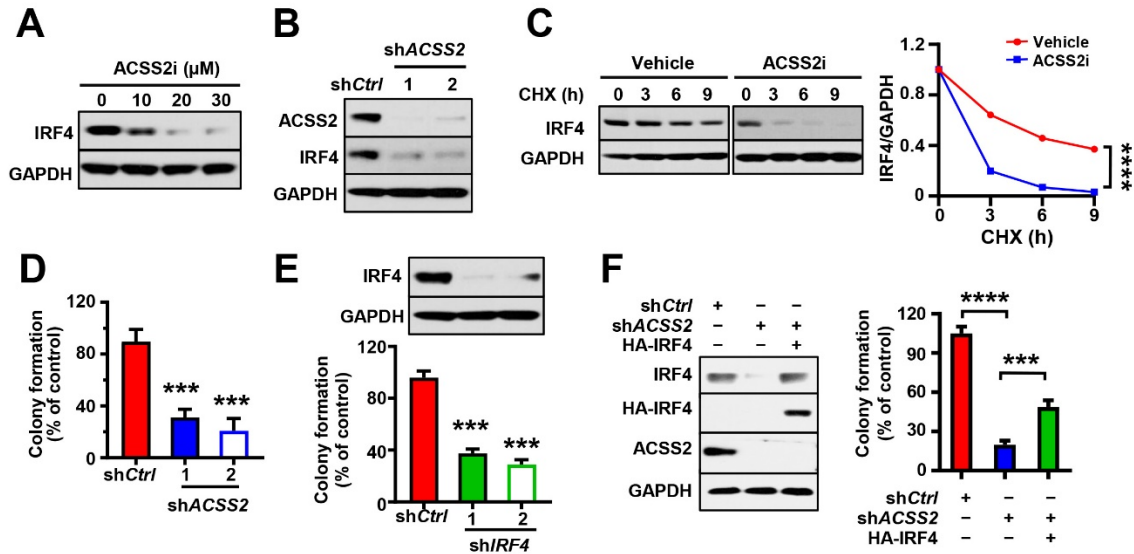 A
ACSS2i (µM)
0 10 20 30
IRF4
GAPDH
B
shACSS2
shCtrl 1 2
ACSS2
IRF4
GAPDH
C
Vehicle ACSS2i
CHX (h) 0 3 6 9 0 3 6 9
IRF4
GAPDH
Vehicle
ACSS2i
IRF4/GAPDH
1.2
0.8
0.4
0
0 3 6 9
CHX (h)
****
D
Colony formation
(% of control)
120
80
40
0
*** ***
shCtrl 1 2
shACSS2
E
IRF4
GAPDH
Colony formation
(% of control)
120
80
40
0
*** ***
shCtrl 1 2
shIRF4
F
shCtrl + − −
shACSS2 − + +
HA-IRF4 − − +
IRF4
HA-IRF4
ACSS2
GAPDH
Colony formation
(% of control)
120
90
60
30
0
****
***
shCtrl + − −
shACSS2 − + +
HA-IRF4 − − +